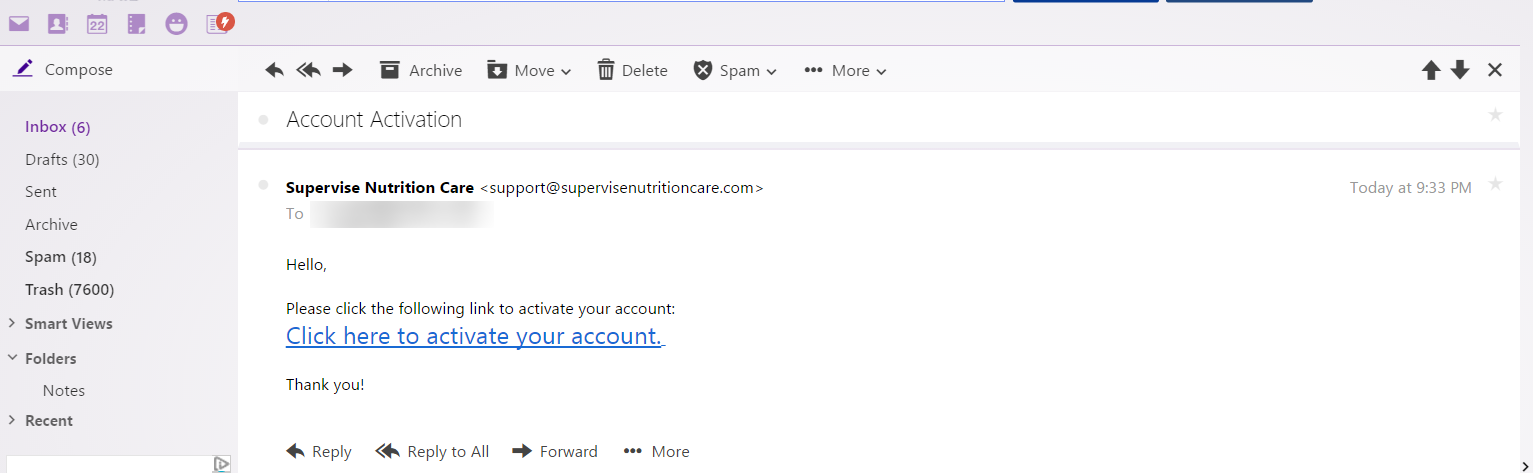 22
Compose
Archive Move Delete Spam More
Inbox (6)
Drafts (30)
Sent
Archive
Spam (18)
Trash (7600)
Smart Views
Folders
Notes
Recent
Account Activation
Supervise Nutrition Care <support@supervisenutritioncare.com>
Today at 9:33 PM
To
Hello,
Please click the following link to activate your account:
Click here to activate your account.
Thank you!
Reply Reply to All Forward More